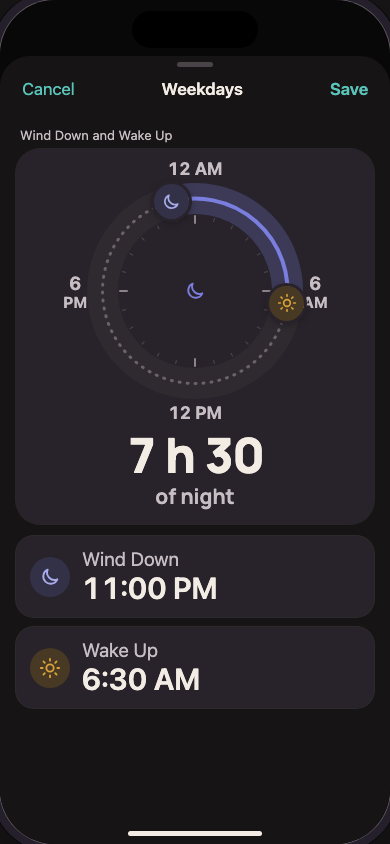 Cancel
Weekdays
Save
Wind Down and Wake Up
12 AM
6
PM
6
AM
12 PM
7 h 30
of night
Wind Down
11:00 PM
Wake Up
6:30 AM